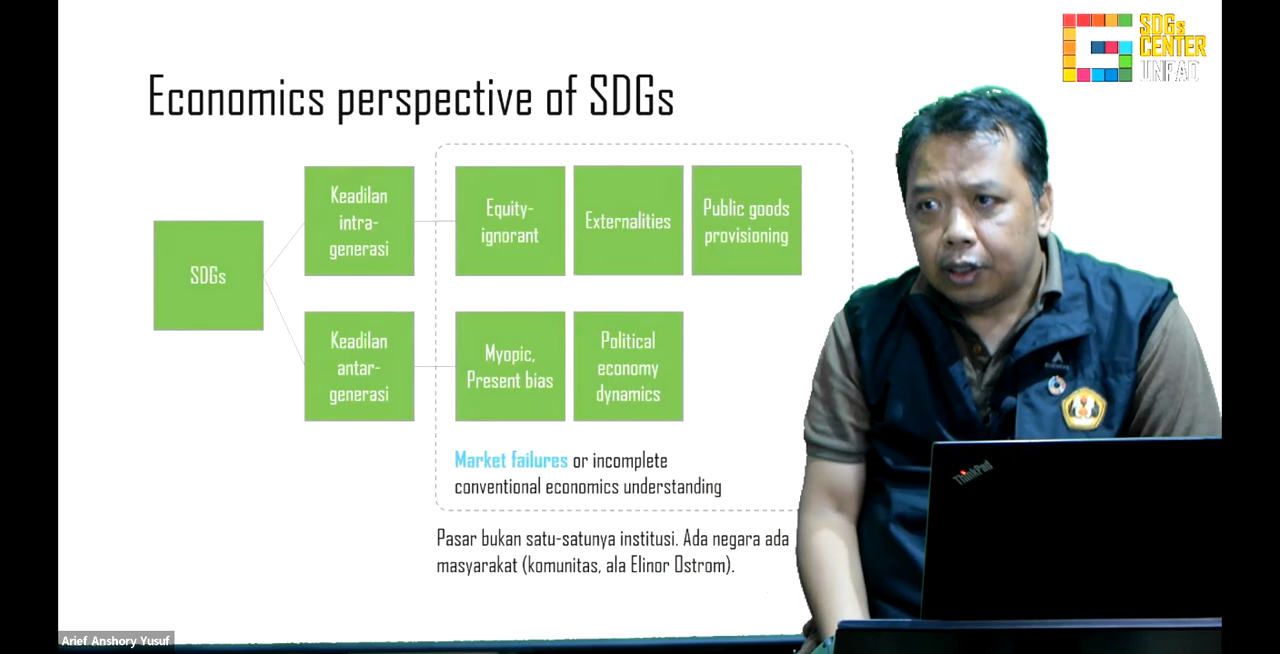 SDGs
CENTER
UNPAD
Economics perspective of SDGs
SDGs
Keadilan
intra-
generasi
Equity-
ignorant
Externalities
Public goods
provisioning
Keadilan
antar-
generasi
Myopic,
Present bias
Political
economy
dynamics
Market failures or incomplete
conventional economics understanding
Pasar bukan satu-satunya institusi. Ada negara ada
masyarakat (komunitas, ala Elinor Ostrom).
ThinkPad
Arief Anshory Yusuf